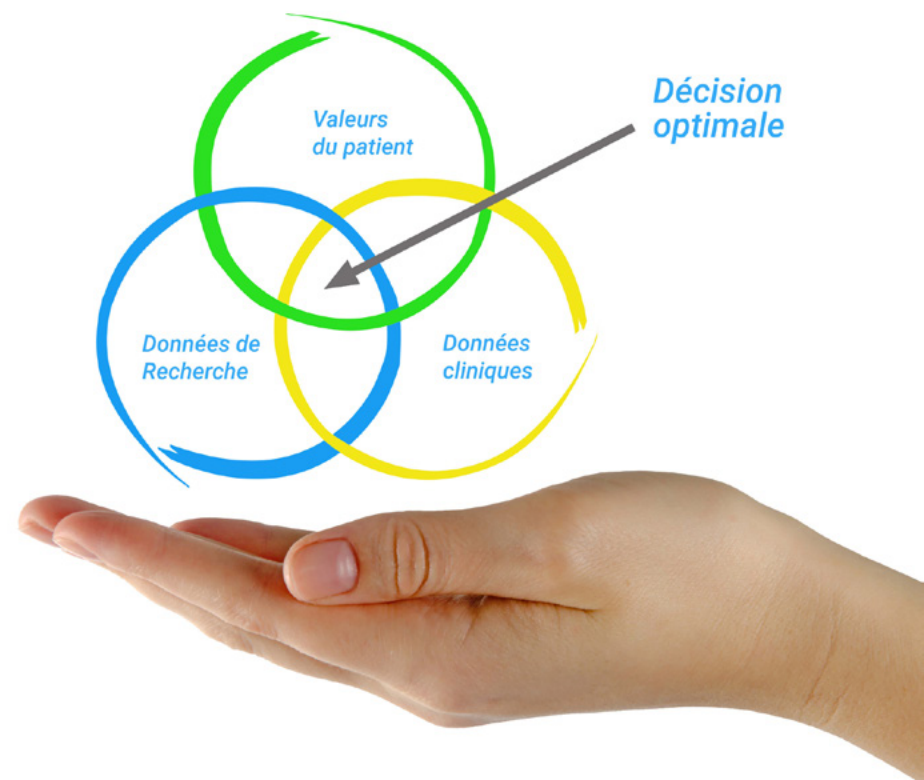 Valeurs
du patient
Décision
optimale
Données de
Recherche
Données
cliniques